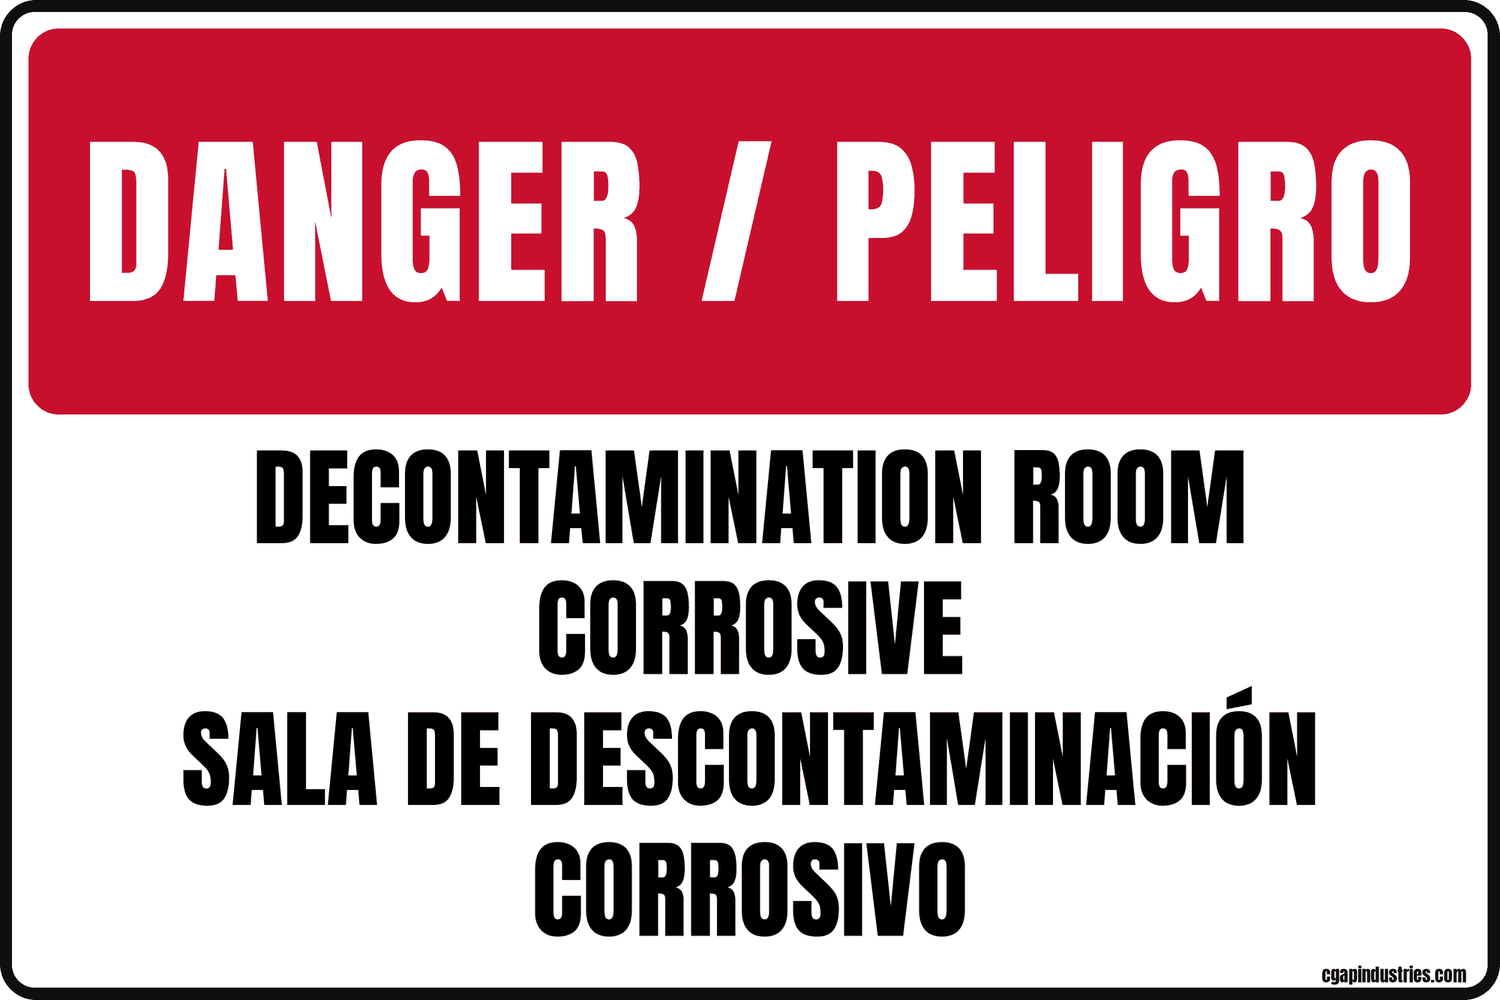 DANGER / PELIGRO
DECONTAMINATION ROOM
CORROSIVE
SALA DE DESCONTAMINACIÓN
CORROSIVO
cgapindustries.com